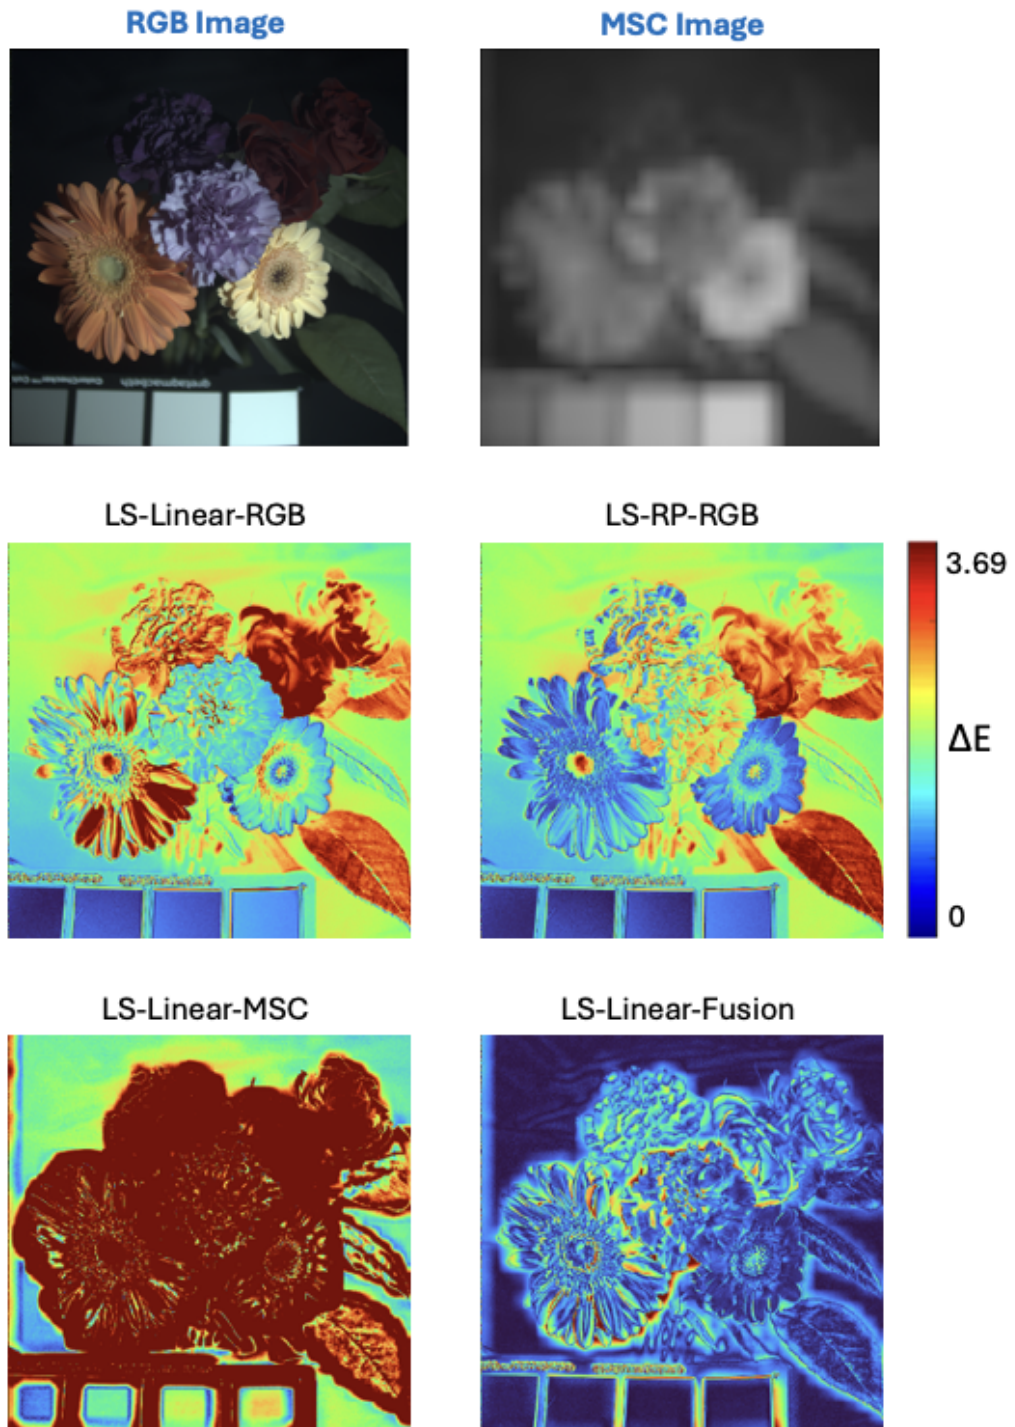 RGB Image
MSC Image
LS-Linear-RGB
LS-RP-RGB
3.69
ΔE
0
LS-Linear-MSC
LS-Linear-Fusion